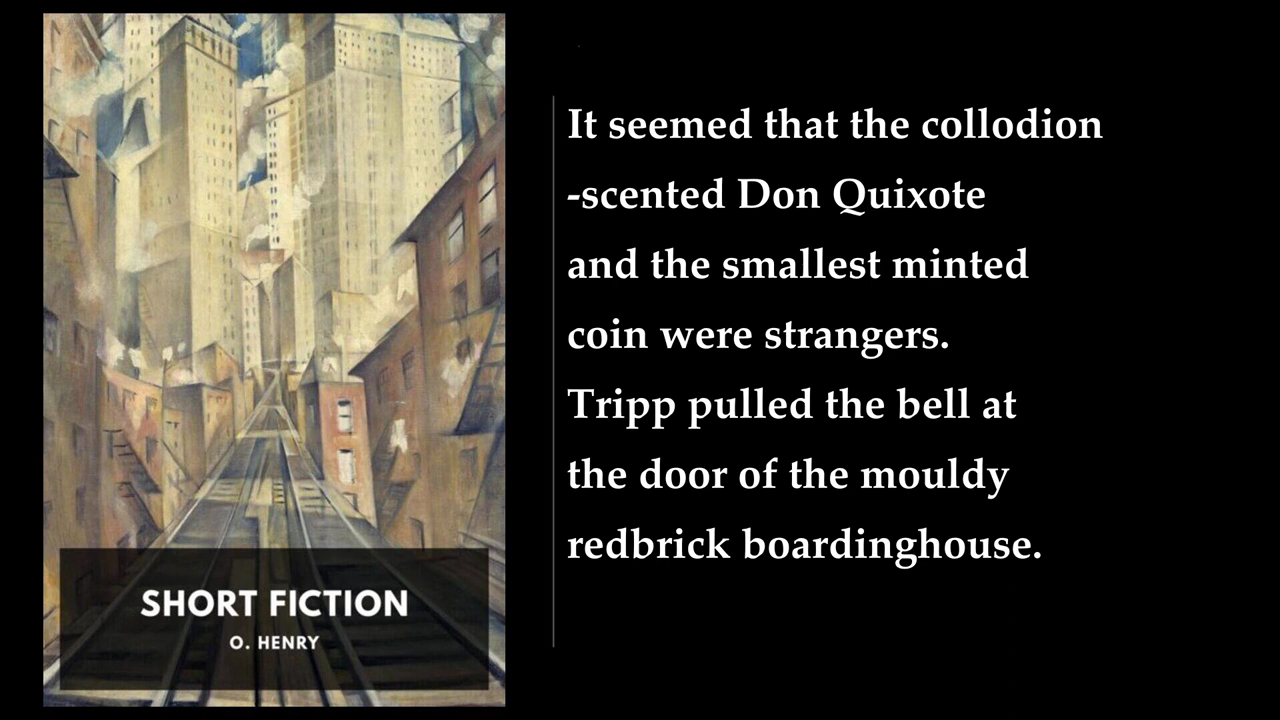 SHORT FICTION
O. HENRY
It seemed that the collodion
-scented Don Quixote
and the smallest minted
coin were strangers.
Tripp pulled the bell at
the door of the mouldy
redbrick boardinghouse.